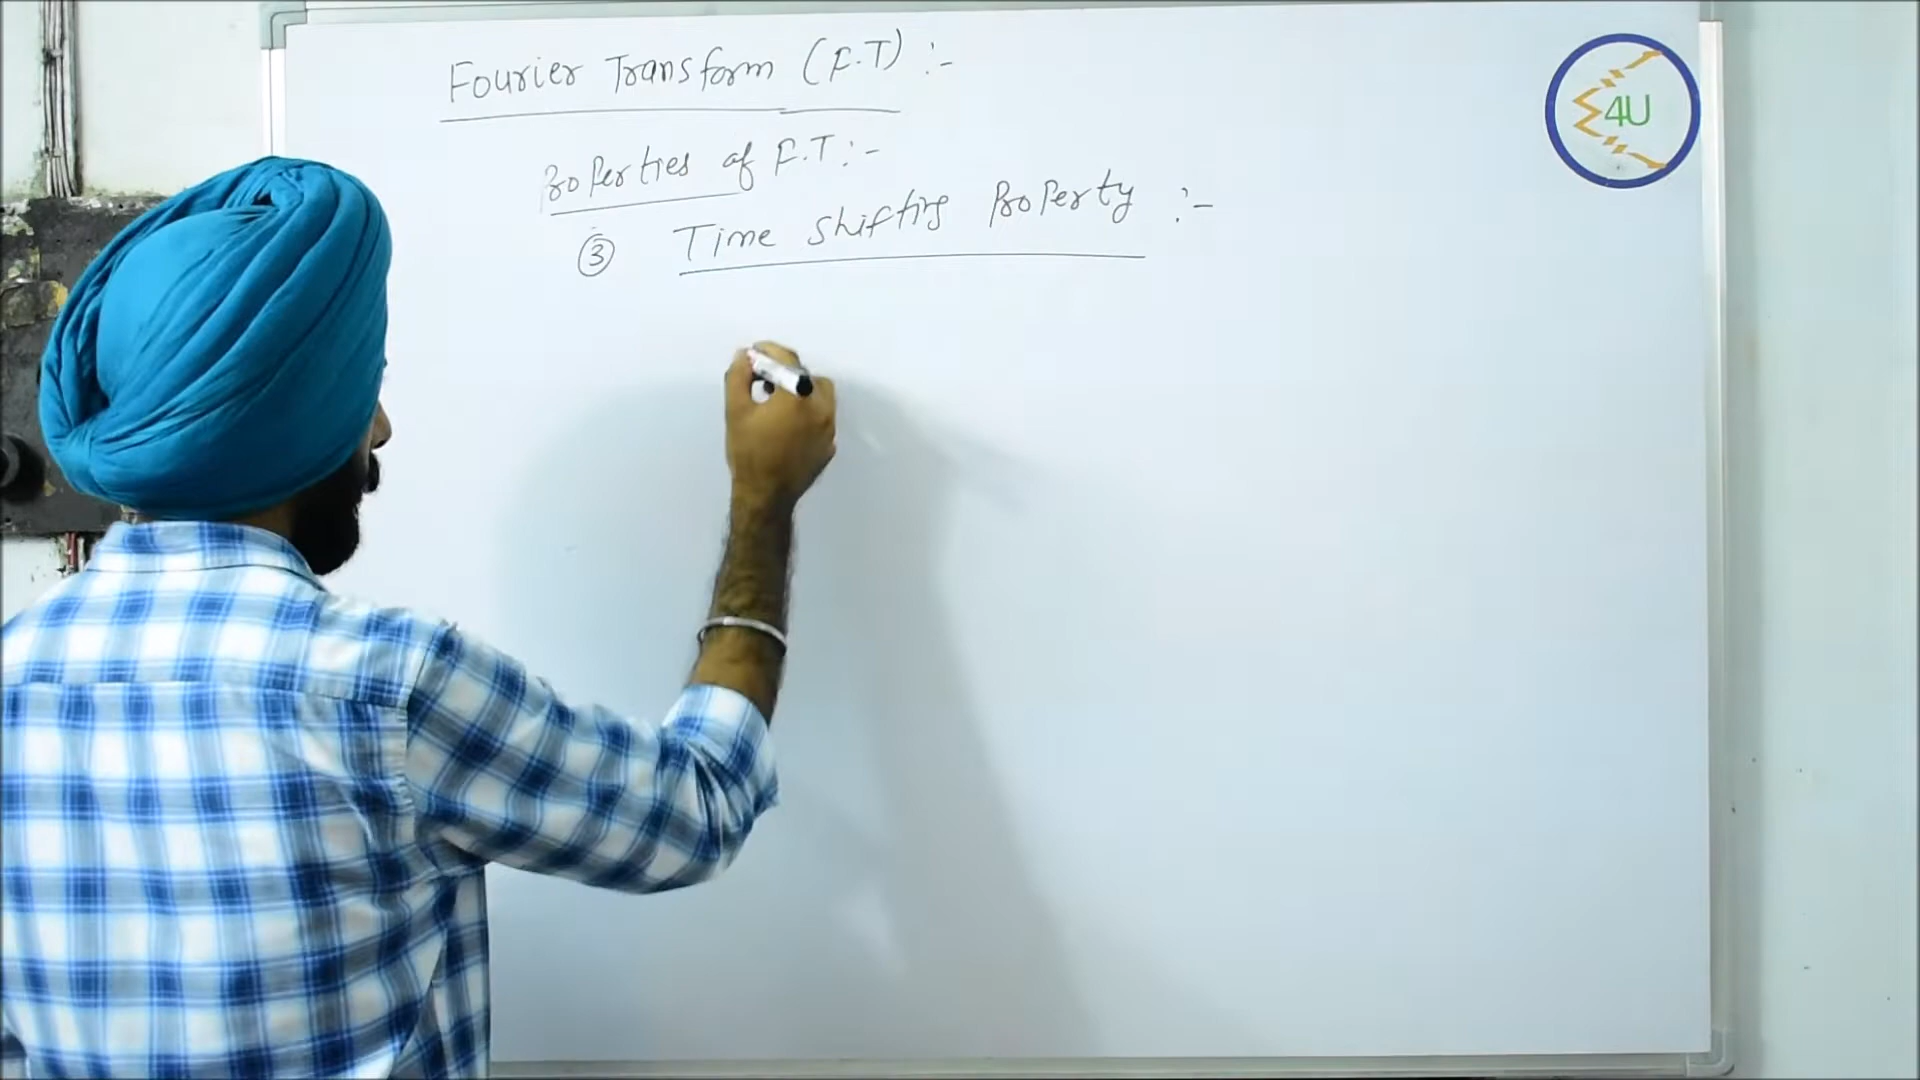 Fourier Transform (F.T) :-
Properties of F.T :-
③ Time Shifting Property :-
4U